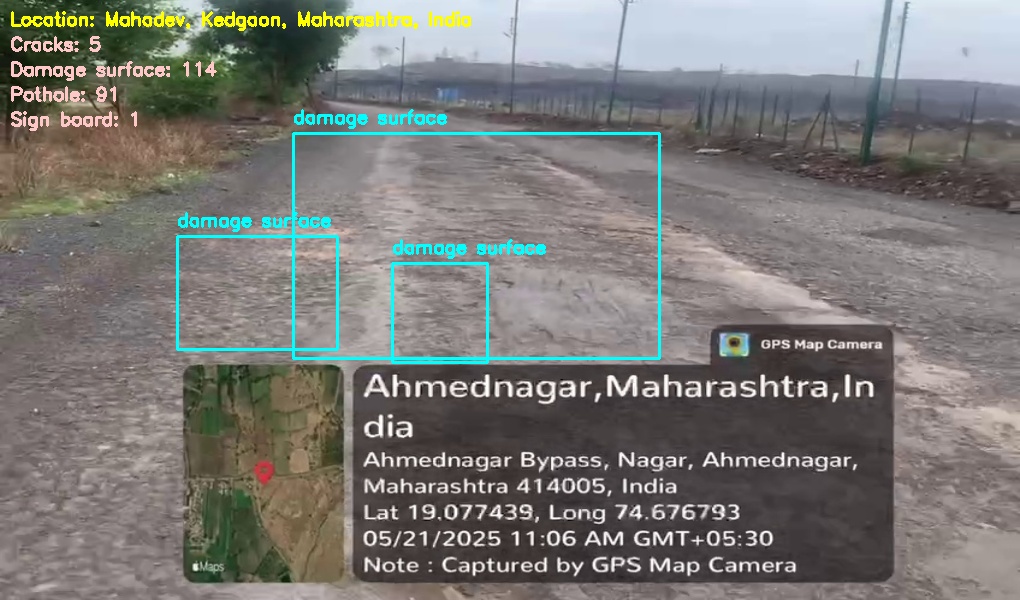 Location: Mahadev, Kedgaon, Maharashtra, India
Cracks: 5
Damage surface: 114
Pothole: 91
Sign board: 1
damage surface
damage surface
damage surface
GPS Map Camera
Ahmednagar,Maharashtra,In
dia
Ahmednagar Bypass, Nagar, Ahmednagar,
Maharashtra 414005, India
Lat 19.077439, Long 74.676793
05/21/2025 11:06 AM GMT+05:30
Note : Captured by GPS Map Camera
Maps